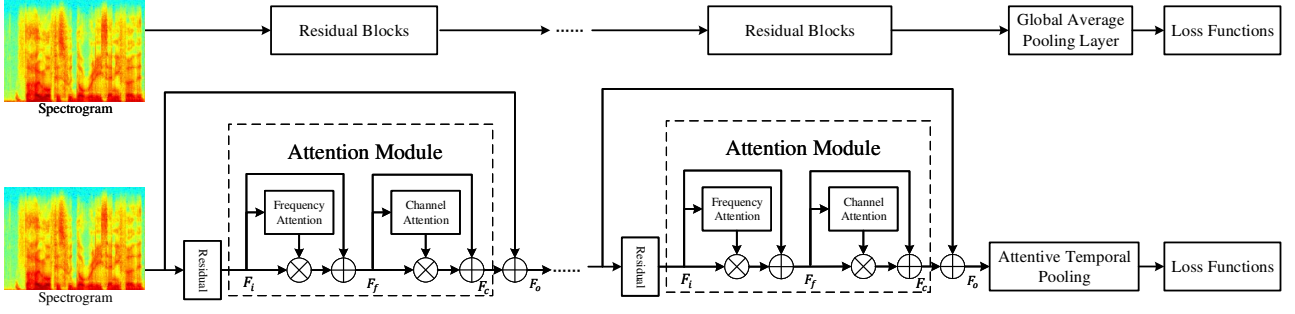 Residual Blocks
......
Residual Blocks
Global Average
Pooling Layer
Loss Functions
Spectrogram
Attention Module
Frequency
Attention
Channel
Attention
Residual
F_i
F_f
F_c
F_o
......
Attention Module
Frequency
Attention
Channel
Attention
Residual
F_i
F_f
F_c
F_o
Attentive Temporal
Pooling
Loss Functions
Spectrogram